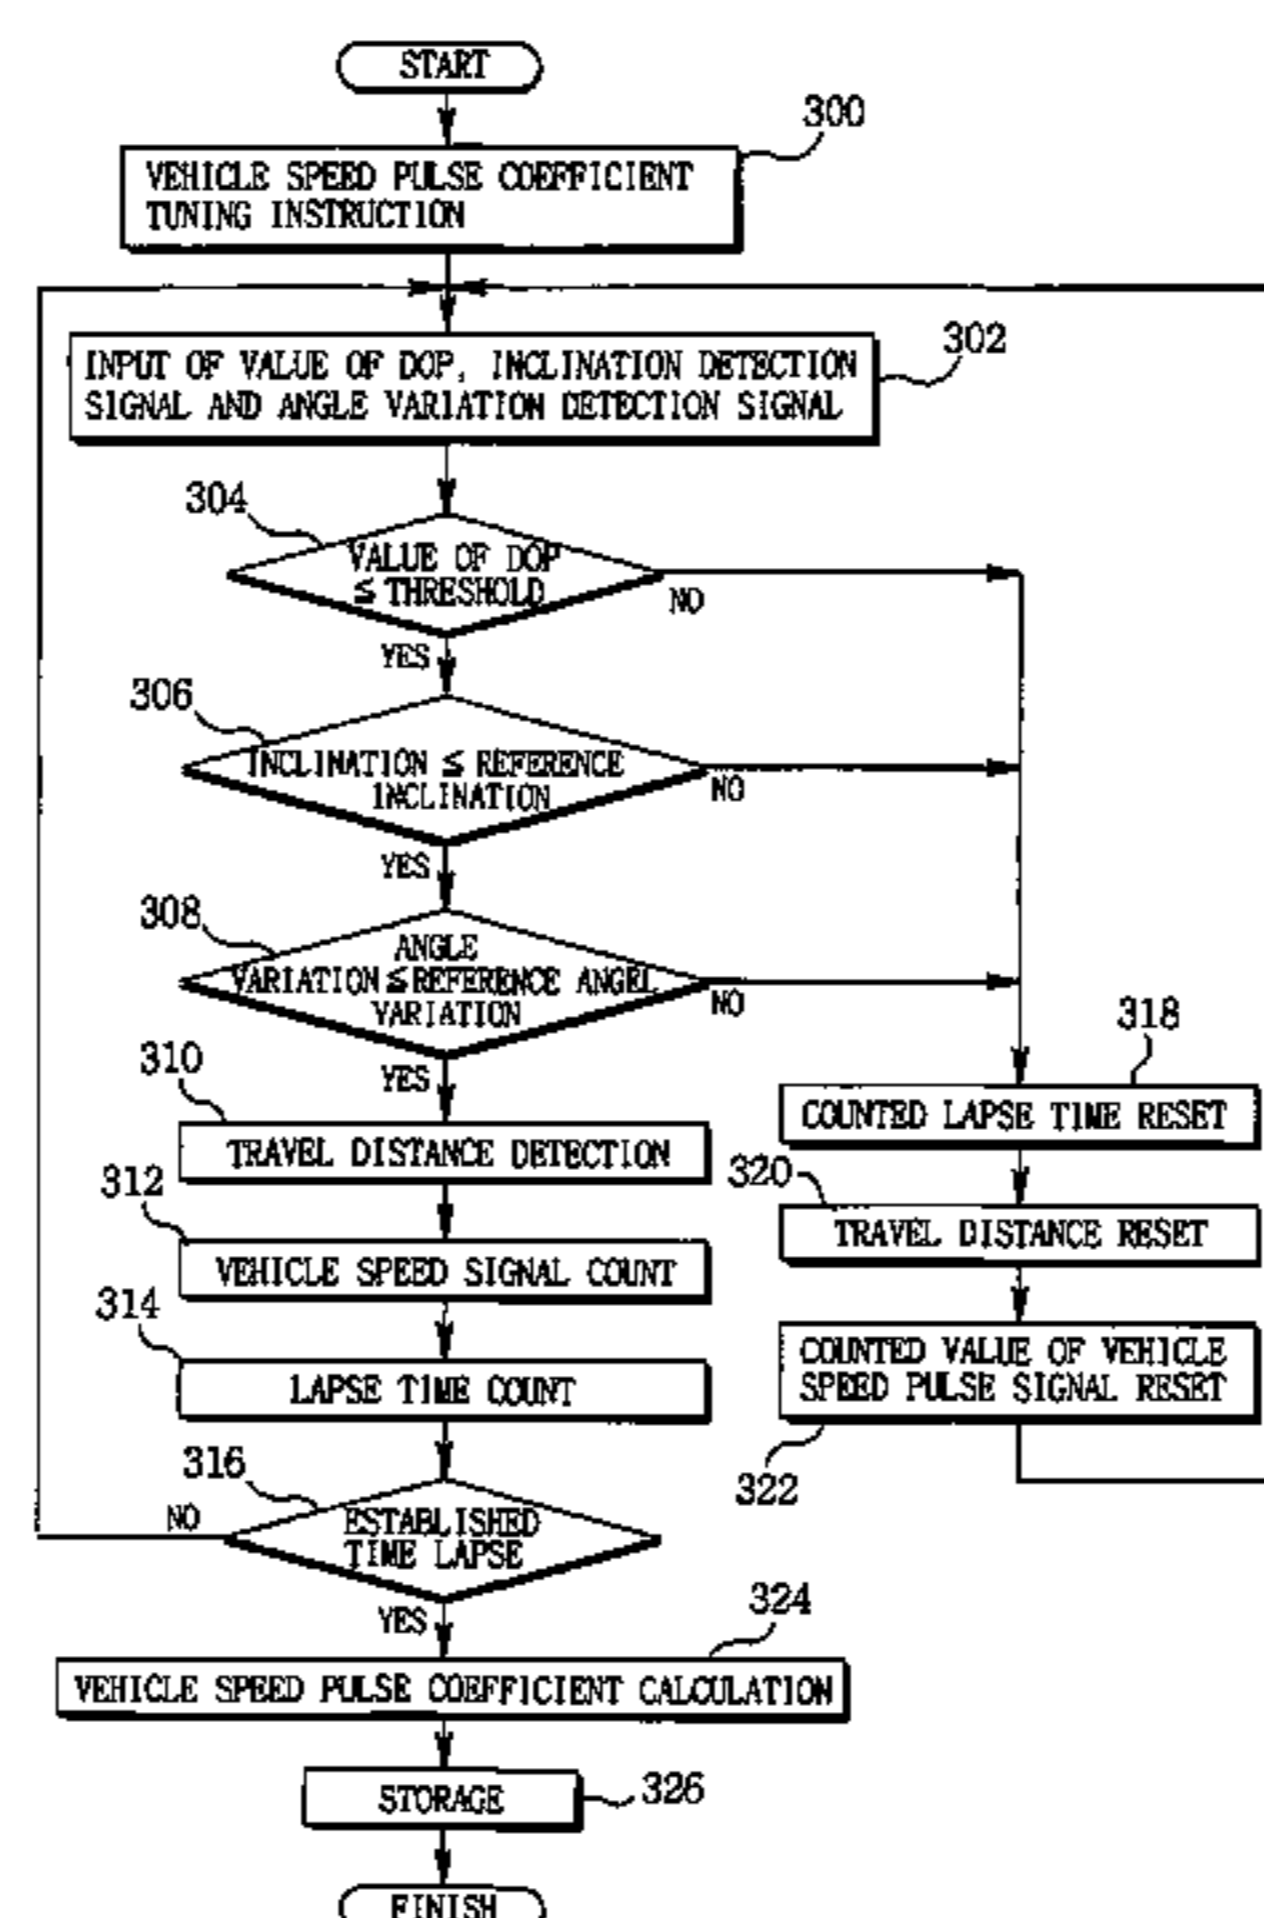 START
300
VEHICLE SPEED PULSE COEFFICIENT
TUNING INSTRUCTION
302
INPUT OF VALUE OF DOP, INCLINATION DETECTION
SIGNAL AND ANGLE VARIATION DETECTION SIGNAL
304
VALUE OF DOP
≦ THRESHOLD
NO
YES
306
INCLINATION ≦ REFERENCE
INCLINATION
NO
YES
308
ANGLE
VARIATION ≦ REFERENCE ANGEL
VARIATION
NO
YES
310
TRAVEL DISTANCE DETECTION
312
VEHICLE SPEED SIGNAL COUNT
314
LAPSE TIME COUNT
316
ESTABLISHED
TIME LAPSE
NO
YES
318
COUNTED LAPSE TIME RESET
320
TRAVEL DISTANCE RESET
COUNTED VALUE OF VEHICLE
SPEED PULSE SIGNAL RESET
322
324
VEHICLE SPEED PULSE COEFFICIENT CALCULATION
STORAGE
326
FINISH